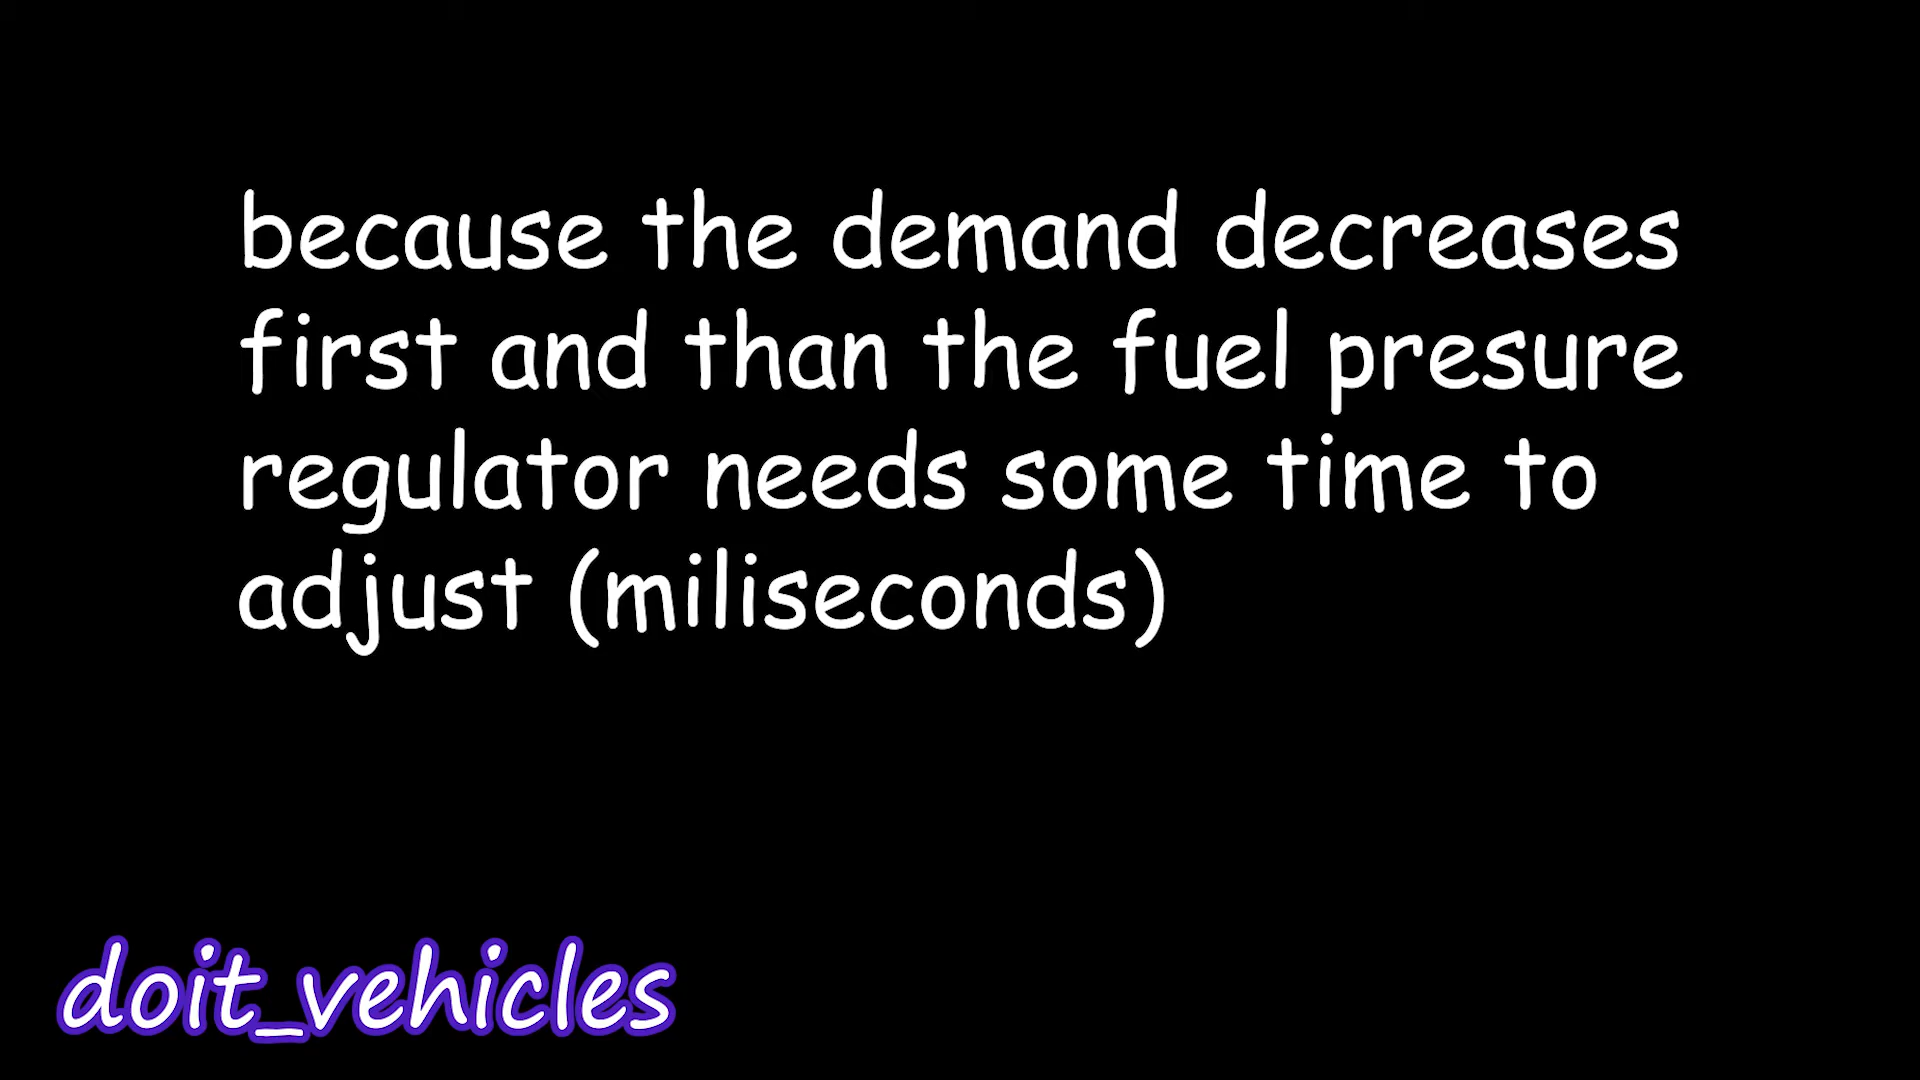 because the demand decreases
first and than the fuel presure
regulator needs some time to
adjust (miliseconds)
doit_vehicles